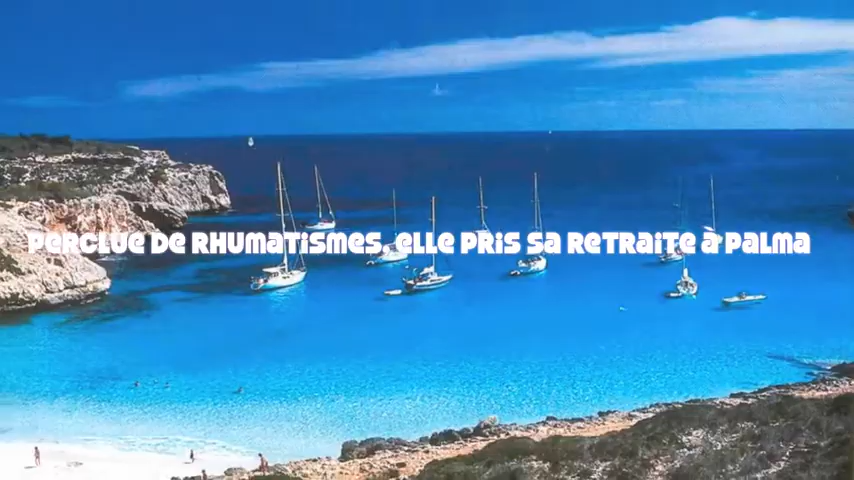 PERCLUE DE RHUMATISMES, ELLE PRIS SA RETRAITE à PALMA